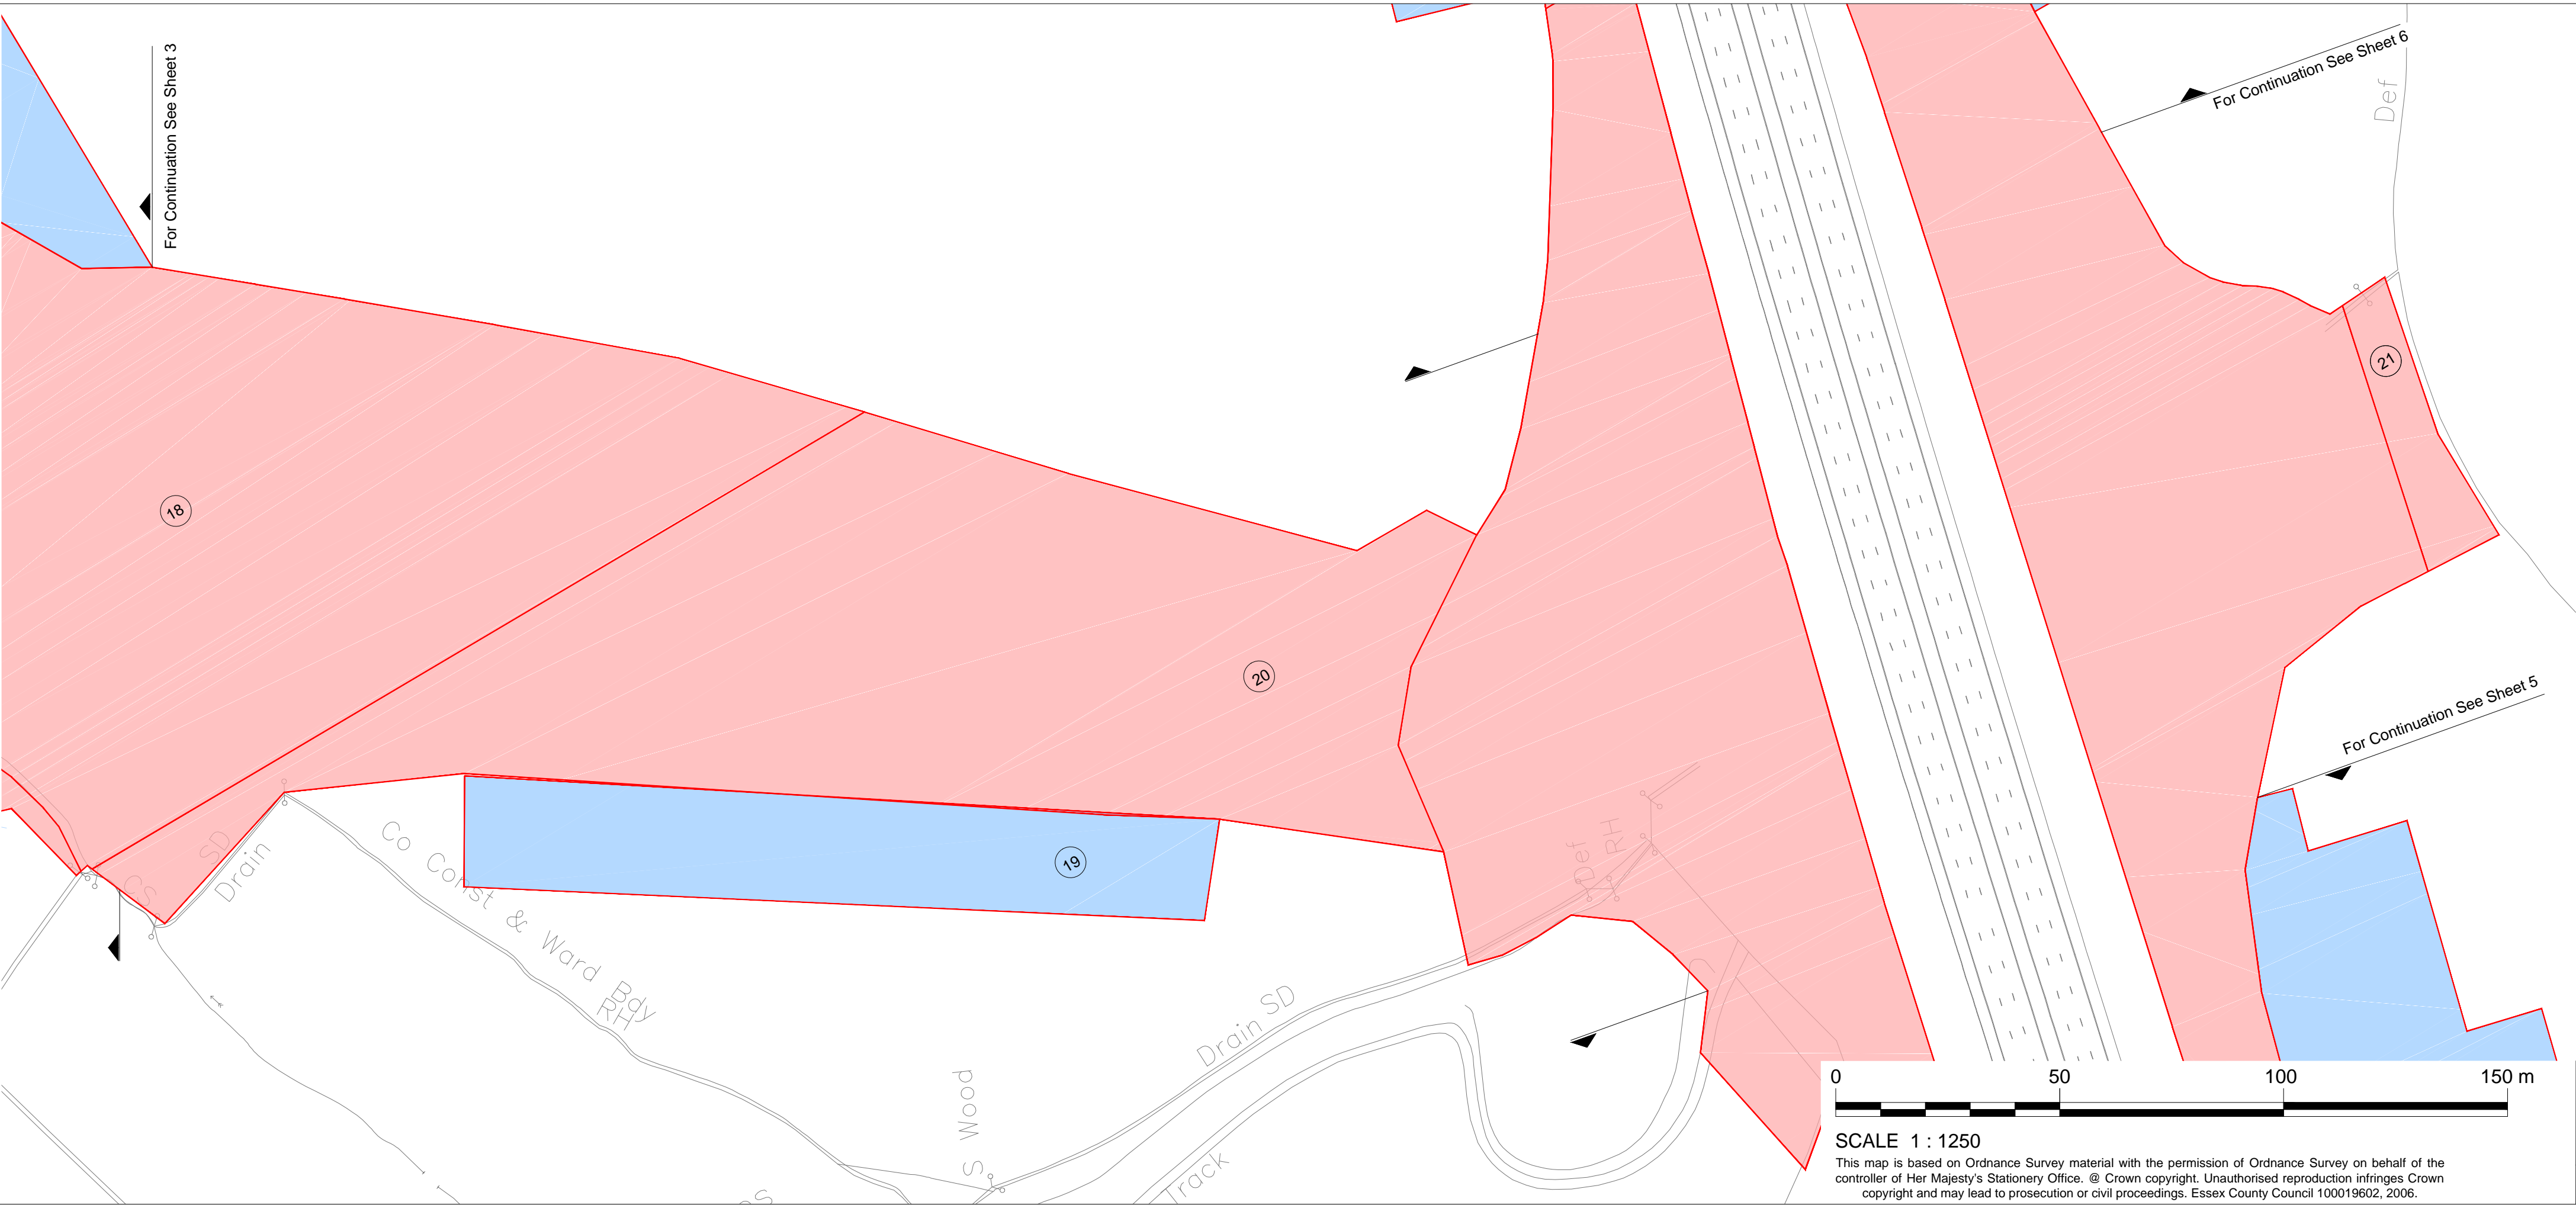 For Continuation See Sheet 3
For Continuation See Sheet 6
Def
21
18
20
For Continuation See Sheet 5
19
SD
Drain
CS
Co Const & Ward Bdy
RH
Def
RH
Drain SD
S Wood
Track
0 50 100 150 m
SCALE 1 : 1250
This map is based on Ordnance Survey material with the permission of Ordnance Survey on behalf of the
controller of Her Majesty's Stationery Office. @ Crown copyright. Unauthorised reproduction infringes Crown
copyright and may lead to prosecution or civil proceedings. Essex County Council 100019602, 2006.